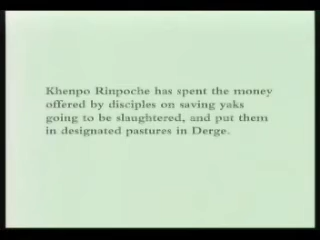 Khenpo Rinpoche has spent the money
offered by disciples on saving yaks
going to be slaughtered, and put them
in designated pastures in Derge.